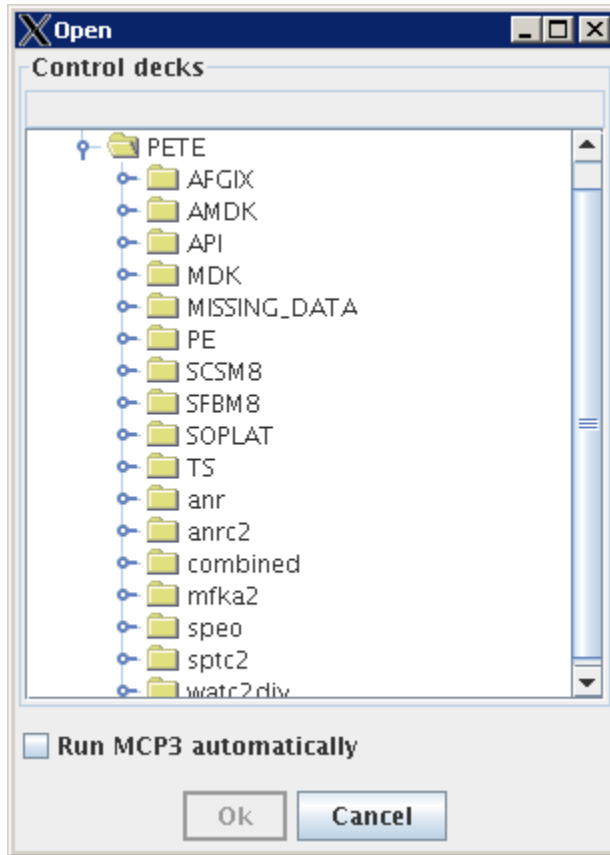 Open
Control decks
PETE
AFGIX
AMDK
API
MDK
MISSING_DATA
PE
SCSM8
SFBM8
SOPLAT
TS
anr
anrc2
combined
mfka2
speo
sptc2
watc2div
Run MCP3 automatically
Ok Cancel